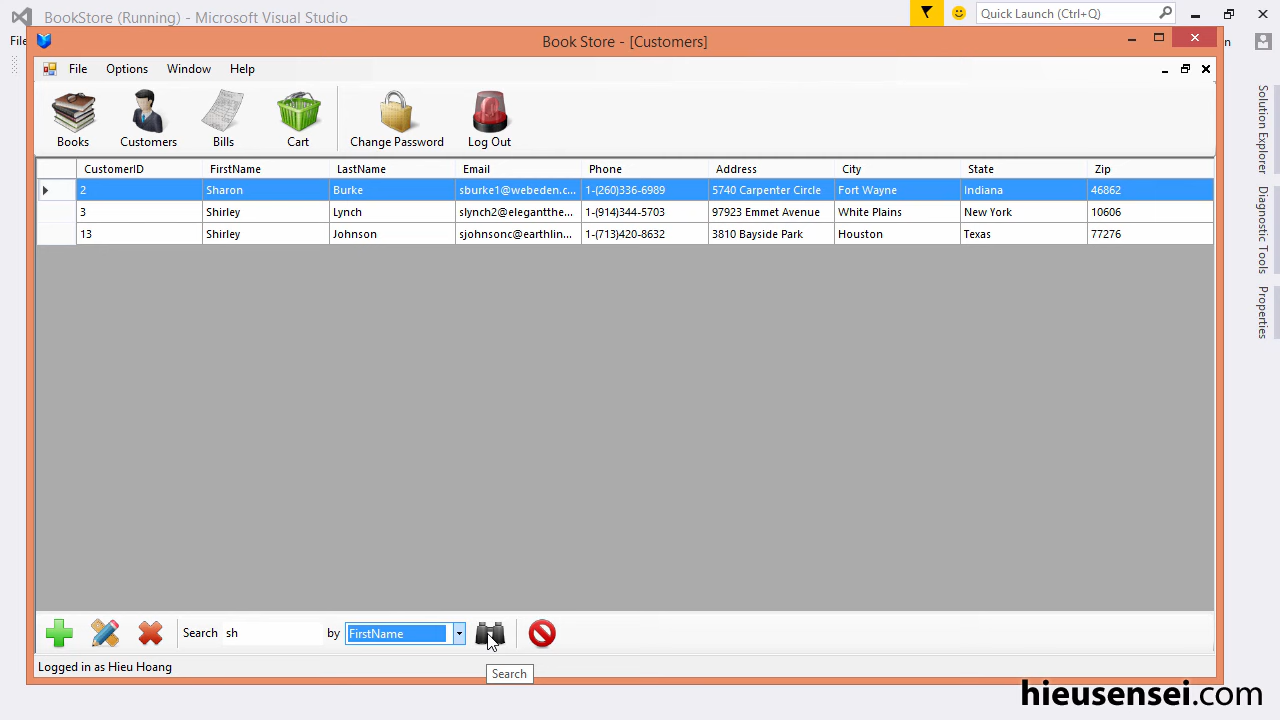 BookStore (Running) - Microsoft Visual Studio
Quick Launch (Ctrl+Q)
Book Store - [Customers]
File Options Window Help
Books Customers Bills Cart Change Password Log Out
CustomerID FirstName LastName Email Phone Address City State Zip
2 Sharon Burke sburke1@webeden.c... 1-(260)336-6989 5740 Carpenter Circle Fort Wayne Indiana 46862
3 Shirley Lynch slynch2@elegantthe... 1-(914)344-5703 97923 Emmet Avenue White Plains New York 10606
13 Shirley Johnson sjohnsonc@earthlin... 1-(713)420-8632 3810 Bayside Park Houston Texas 77276
Solution Explorer
Diagnostic Tools
Properties
Search sh by FirstName
Search
Logged in as Hieu Hoang
hieusensei.com